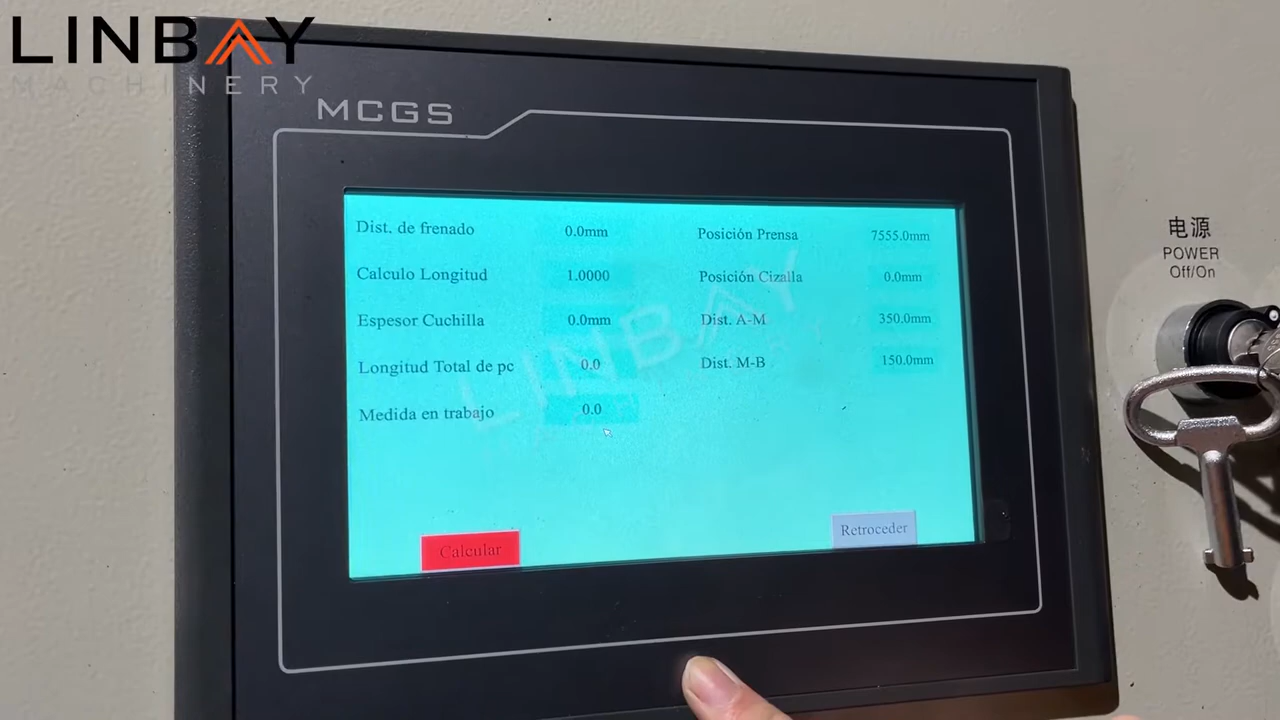 LINBAY
MACHINERY
MCGS
Dist. de frenado 0.0mm
Calculo Longitud 1.0000
Espesor Cuchilla 0.0mm
Longitud Total de pc 0.0
Medida en trabajo 0.0
Posición Prensa 7555.0mm
Posición Cizalla 0.0mm
Dist. A-M 350.0mm
Dist. M-B 150.0mm
Calcular
Retroceder
LINBAY
电源
POWER
Off/On